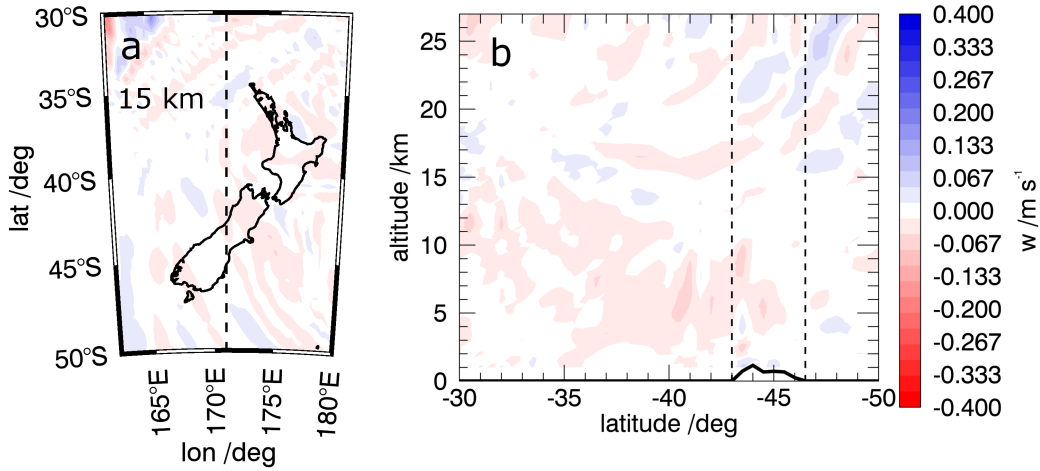 a
15 km
30°S
35°S
40°S
45°S
50°S
lat /deg
165°E
170°E
175°E
180°E
lon /deg
b
25
20
15
10
5
0
altitude /km
-30
-35
-40
-45
-50
latitude /deg
0.400
0.333
0.267
0.200
0.133
0.067
0.000
-0.067
-0.133
-0.200
-0.267
-0.333
-0.400
w /m s⁻¹